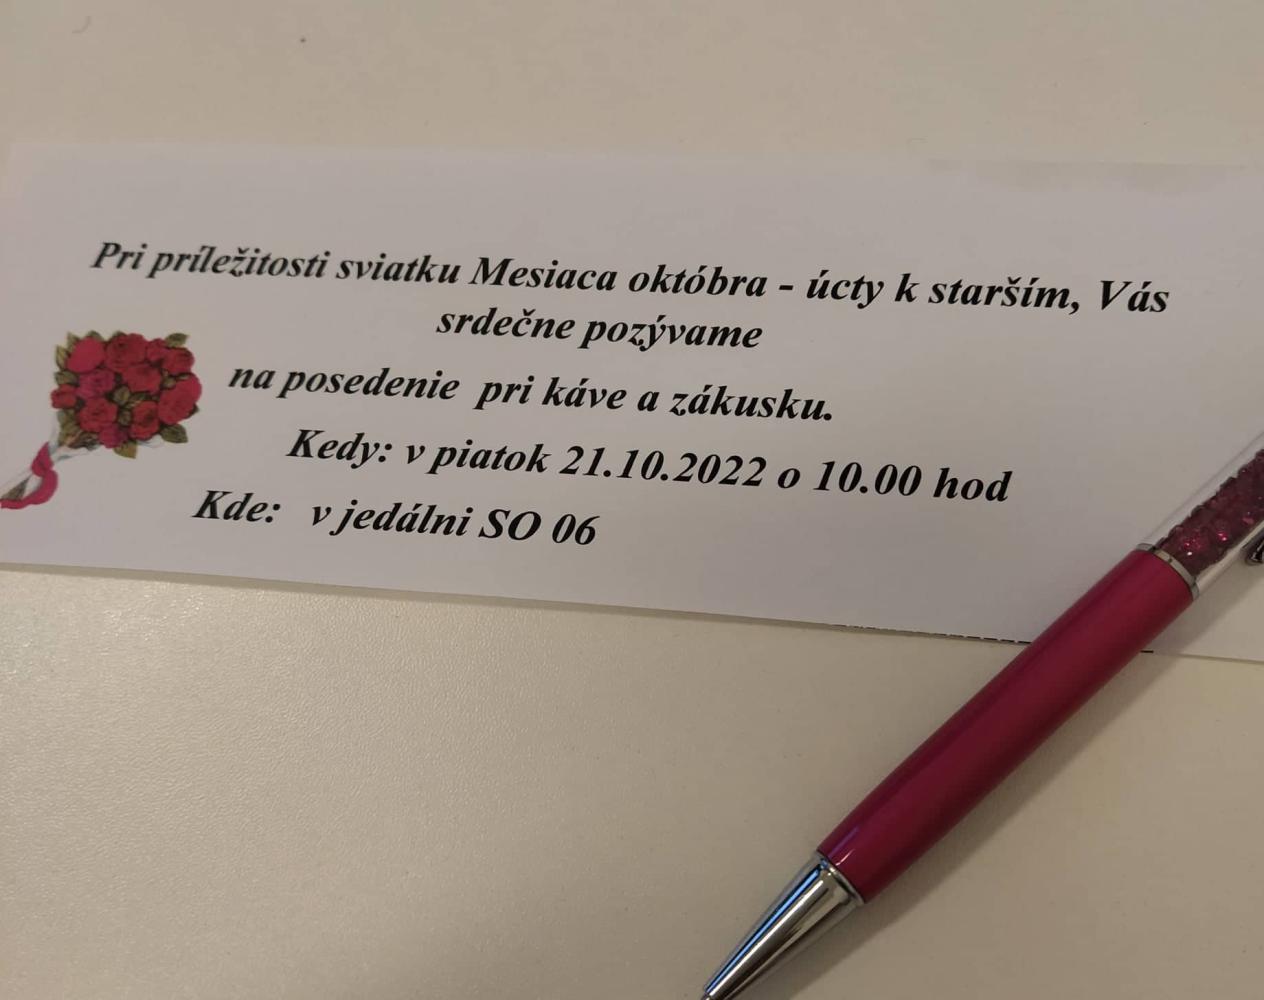 Pri príležitosti sviatku Mesiaca októbra - úcty k starším, Vás
srdečne pozývame
na posedenie pri káve a zákusku.
Kedy: v piatok 21.10.2022 o 10.00 hod
Kde: v jedálni SO 06